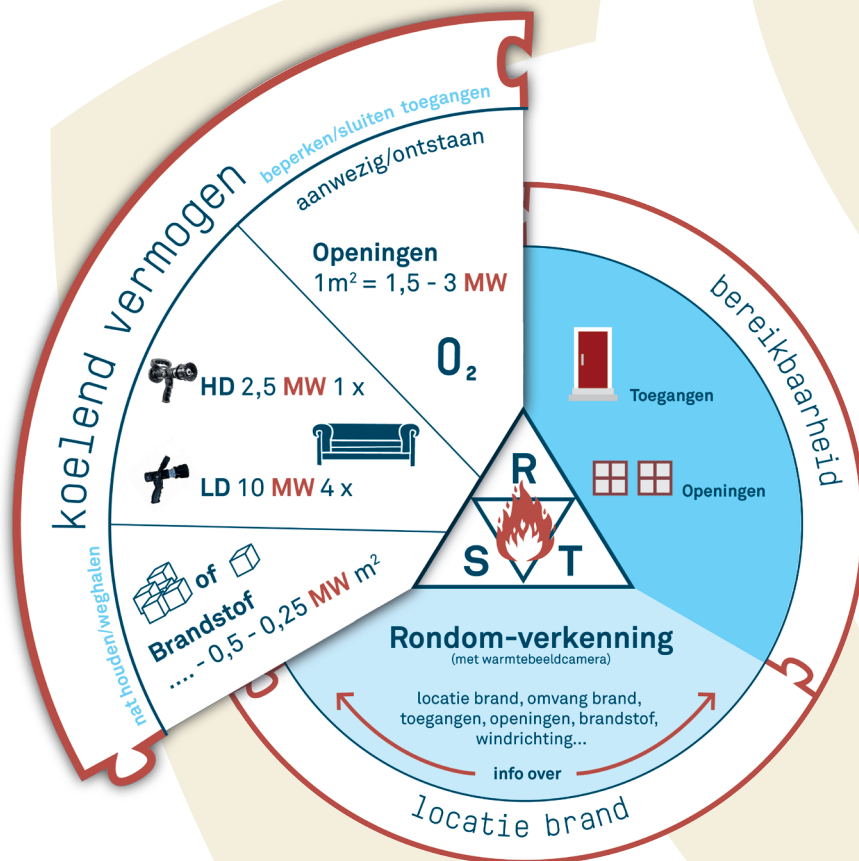 koelend vermogen
beperken/sluiten toegangen
aanwezig/ontstaan
Openingen
1m² = 1,5 - 3 MW
O₂
HD 2,5 MW 1 x
LD 10 MW 4 x
nat houden/weghalen
of
Brandstof
.... - 0,5 - 0,25 MW m²
bereikbaarheid
Toegangen
Openingen
R
S T
Rondom-verkenning
(met warmtebeeldcamera)
locatie brand, omvang brand,
toegangen, openingen, brandstof,
windrichting...
info over
locatie brand